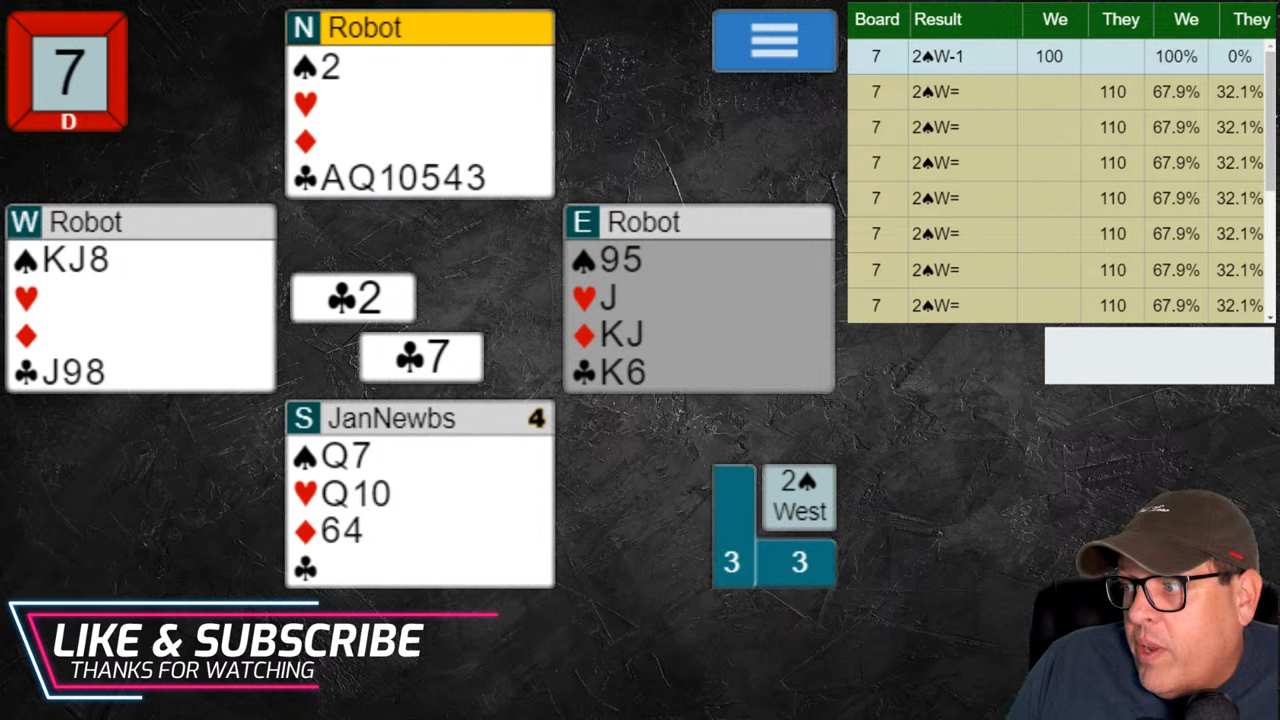 7
D
N Robot
♠2
♥
♦
♣AQ10543
Board Result We They We They
7 2♠W-1 100 100% 0%
7 2♠W= 110 67.9% 32.1%
7 2♠W= 110 67.9% 32.1%
7 2♠W= 110 67.9% 32.1%
7 2♠W= 110 67.9% 32.1%
7 2♠W= 110 67.9% 32.1%
7 2♠W= 110 67.9% 32.1%
7 2♠W= 110 67.9% 32.1%
W Robot
♠KJ8
♥
♦
♣J98
♣2
♣7
E Robot
♠95
♥J
♦KJ
♣K6
S JanNewbs 4
♠Q7
♥Q10
♦64
♣
2♠
West
3 3
LIKE & SUBSCRIBE
THANKS FOR WATCHING